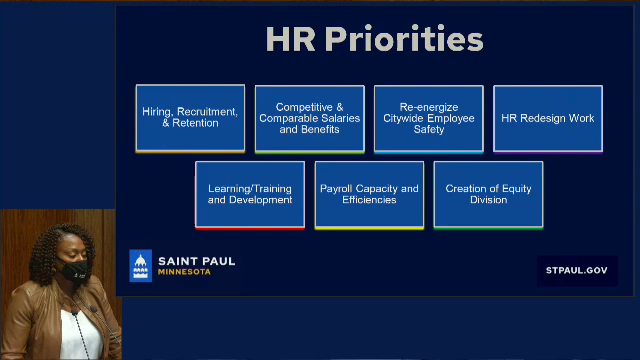 HR Priorities
Hiring, Recruitment,
& Retention
Competitive &
Comparable Salaries
and Benefits
Re-energize
Citywide Employee
Safety
HR Redesign Work
Learning/Training
and Development
Payroll Capacity and
Efficiencies
Creation of Equity
Division
SAINT PAUL
MINNESOTA
STPAUL.GOV